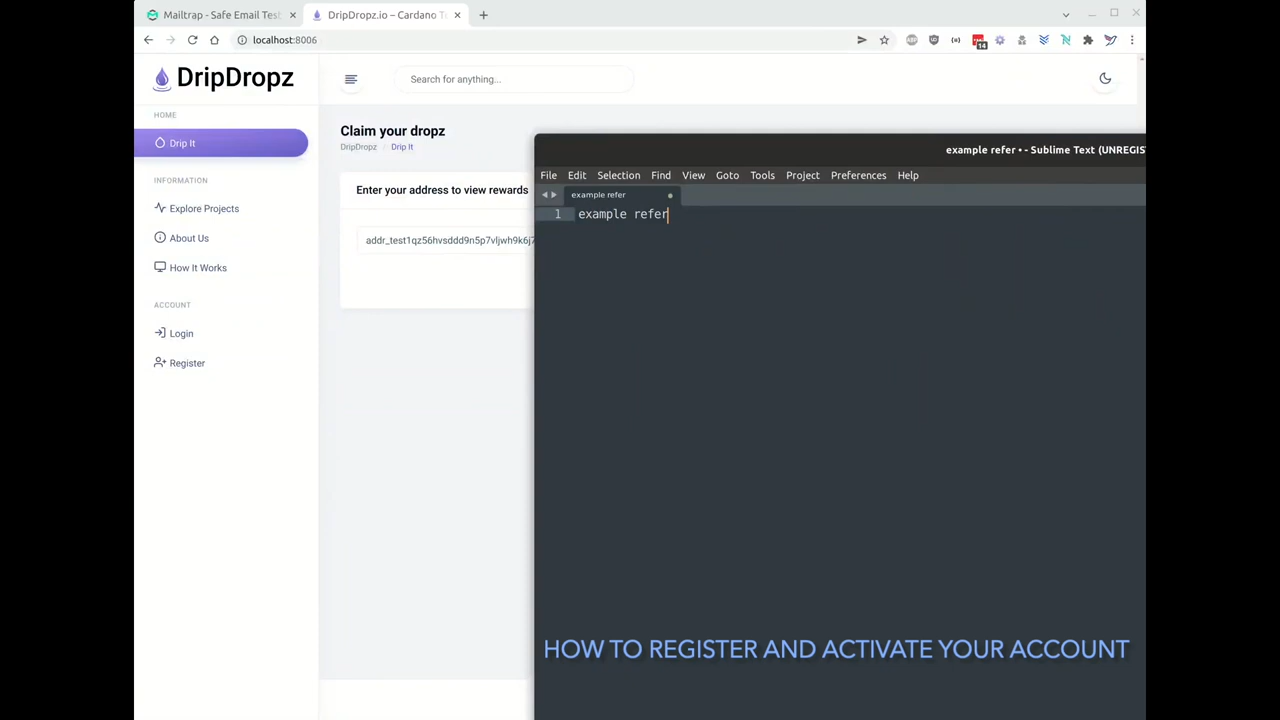 Mailtrap - Safe Email Test
DripDropz.io – Cardano T
localhost:8006
14
DripDropz
Search for anything...
HOME
Drip It
INFORMATION
Explore Projects
About Us
How It Works
ACCOUNT
Login
Register
Claim your dropz
DripDropz / Drip It
Enter your address to view rewards
addr_test1qz56hvsddd9n5p7vljwh9k6j7
example refer • - Sublime Text (UNREGIS
File Edit Selection Find View Goto Tools Project Preferences Help
example refer
1 example refer
HOW TO REGISTER AND ACTIVATE YOUR ACCOUNT